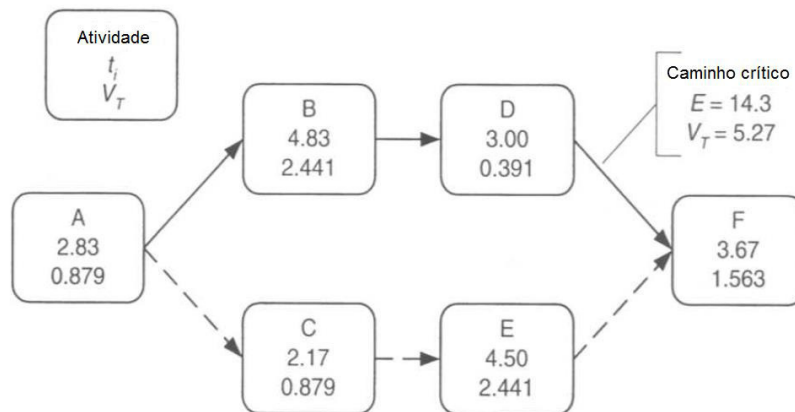 Atividade
tᵢ
V_T
Caminho crítico
E = 14.3
V_T = 5.27
B
4.83
2.441
D
3.00
0.391
A
2.83
0.879
F
3.67
1.563
C
2.17
0.879
E
4.50
2.441